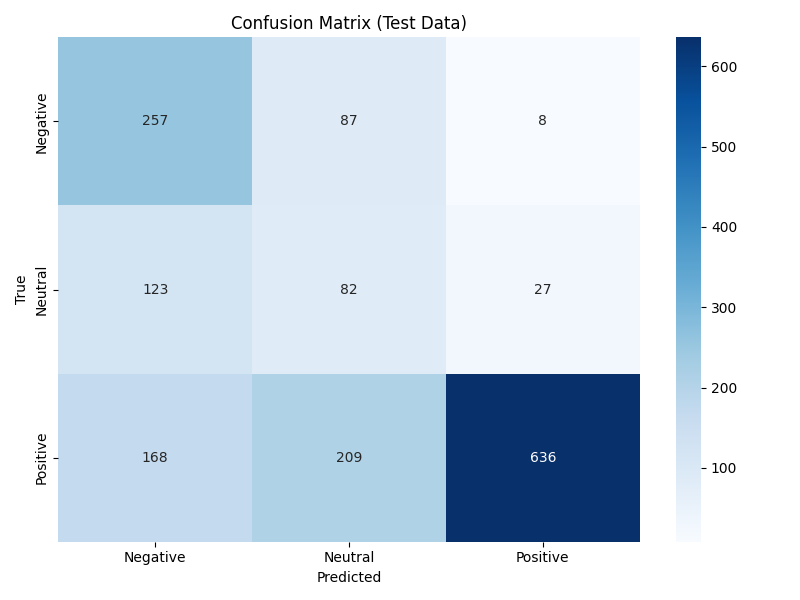 Confusion Matrix (Test Data)
Negative
257
87
8
Neutral
123
82
27
Positive
168
209
636
True
Negative
Neutral
Positive
Predicted
600
500
400
300
200
100